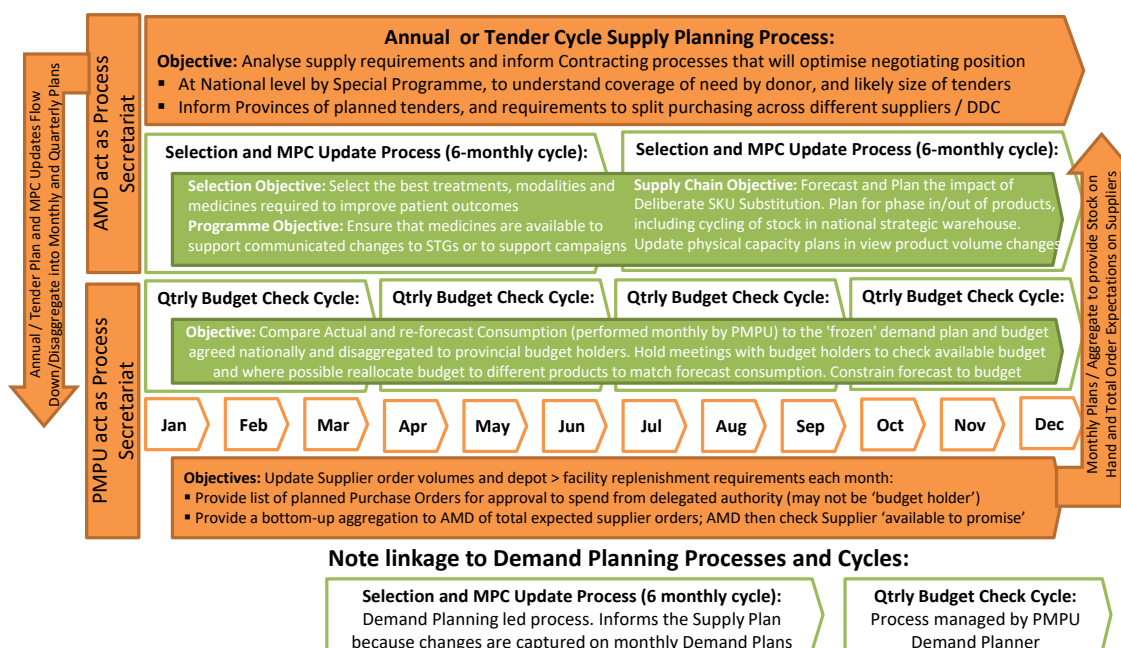 Annual or Tender Cycle Supply Planning Process:
Objective: Analyse supply requirements and inform Contracting processes that will optimise negotiating position
▪ At National level by Special Programme, to understand coverage of need by donor, and likely size of tenders
▪ Inform Provinces of planned tenders, and requirements to split purchasing across different suppliers / DDC
Annual / Tender Plan and MPC Updates Flow
Down/Disaggregate into Monthly and Quarterly Plans
AMD act as Process
Secretariat
Selection and MPC Update Process (6-monthly cycle):
Selection Objective: Select the best treatments, modalities and
medicines required to improve patient outcomes
Programme Objective: Ensure that medicines are available to
support communicated changes to STGs or to support campaigns
Selection and MPC Update Process (6-monthly cycle):
Supply Chain Objective: Forecast and Plan the impact of
Deliberate SKU Substitution. Plan for phase in/out of products,
including cycling of stock in national strategic warehouse.
Update physical capacity plans in view product volume changes
PMPU act as Process
Secretariat
Qtrly Budget Check Cycle:
Qtrly Budget Check Cycle:
Qtrly Budget Check Cycle:
Qtrly Budget Check Cycle:
Objective: Compare Actual and re-forecast Consumption (performed monthly by PMPU) to the 'frozen' demand plan and budget
agreed nationally and disaggregated to provincial budget holders. Hold meetings with budget holders to check available budget
and where possible reallocate budget to different products to match forecast consumption. Constrain forecast to budget
Jan
Feb
Mar
Apr
May
Jun
Jul
Aug
Sep
Oct
Nov
Dec
Monthly Plans / Aggregate to provide Stock on
Hand and Total Order Expectations on Suppliers
Objectives: Update Supplier order volumes and depot > facility replenishment requirements each month:
▪ Provide list of planned Purchase Orders for approval to spend from delegated authority (may not be ‘budget holder’)
▪ Provide a bottom-up aggregation to AMD of total expected supplier orders; AMD then check Supplier ‘available to promise’
Note linkage to Demand Planning Processes and Cycles:
Selection and MPC Update Process (6 monthly cycle):
Demand Planning led process. Informs the Supply Plan
because changes are captured on monthly Demand Plans
Qtrly Budget Check Cycle:
Process managed by PMPU
Demand Planner